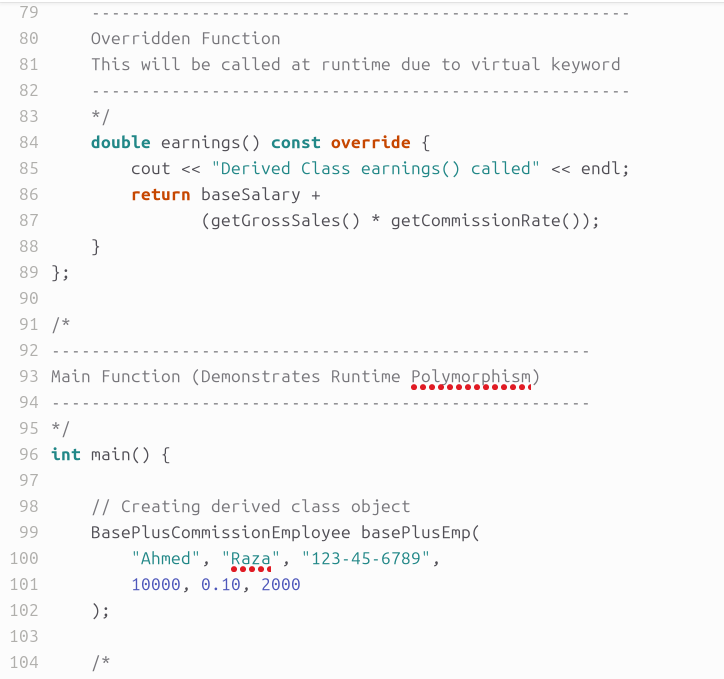 79     ------------------------------------------------------
80     Overridden Function
81     This will be called at runtime due to virtual keyword
82     ------------------------------------------------------
83     */
84     double earnings() const override {
85         cout << "Derived Class earnings() called" << endl;
86         return baseSalary +
87                (getGrossSales() * getCommissionRate());
88     }
89 };
90
91 /*
92 ------------------------------------------------------
93 Main Function (Demonstrates Runtime Polymorphism)
94 ------------------------------------------------------
95 */
96 int main() {
97
98     // Creating derived class object
99     BasePlusCommissionEmployee basePlusEmp(
100         "Ahmed", "Raza", "123-45-6789",
101         10000, 0.10, 2000
102     );
103
104     /*